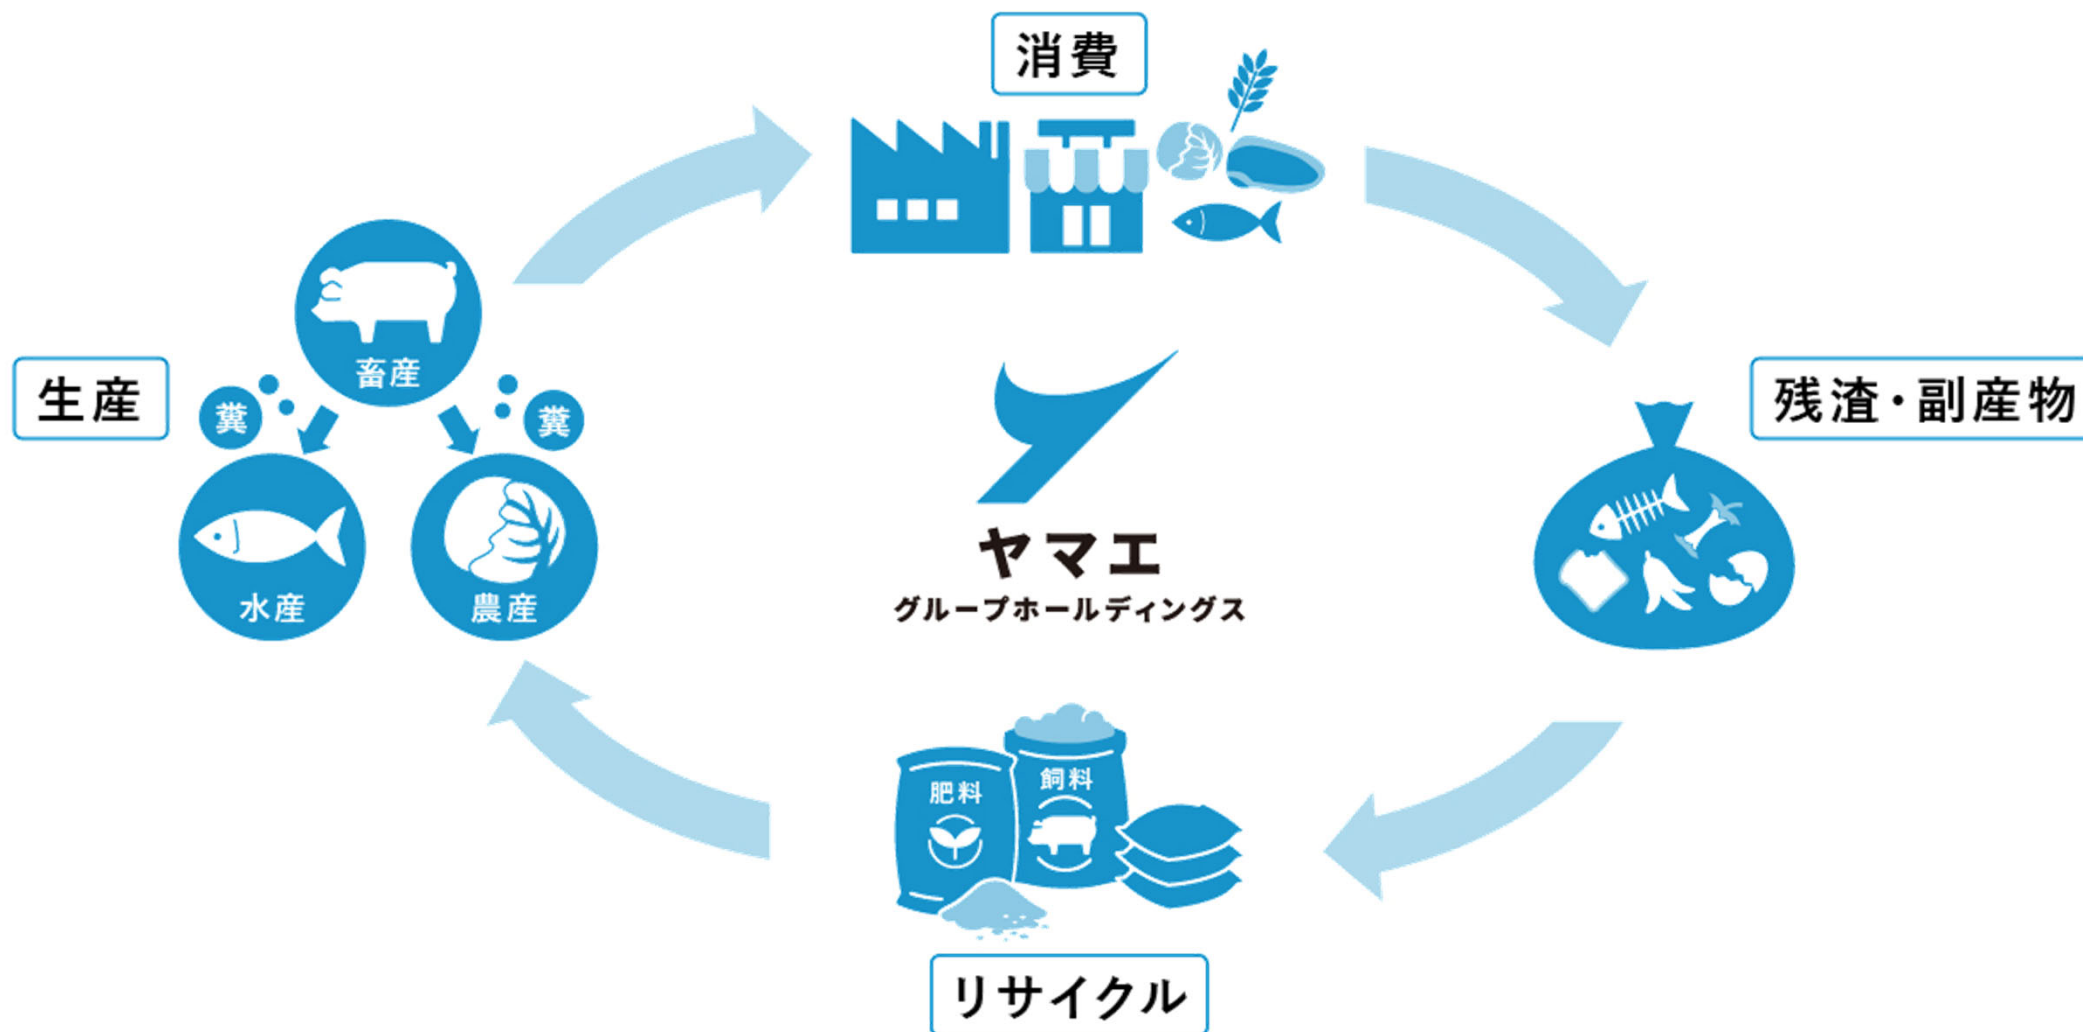 消費
生産
畜産
糞
糞
水産
農産
残渣・副産物
ヤマエ
グループホールディングス
肥料
飼料
リサイクル